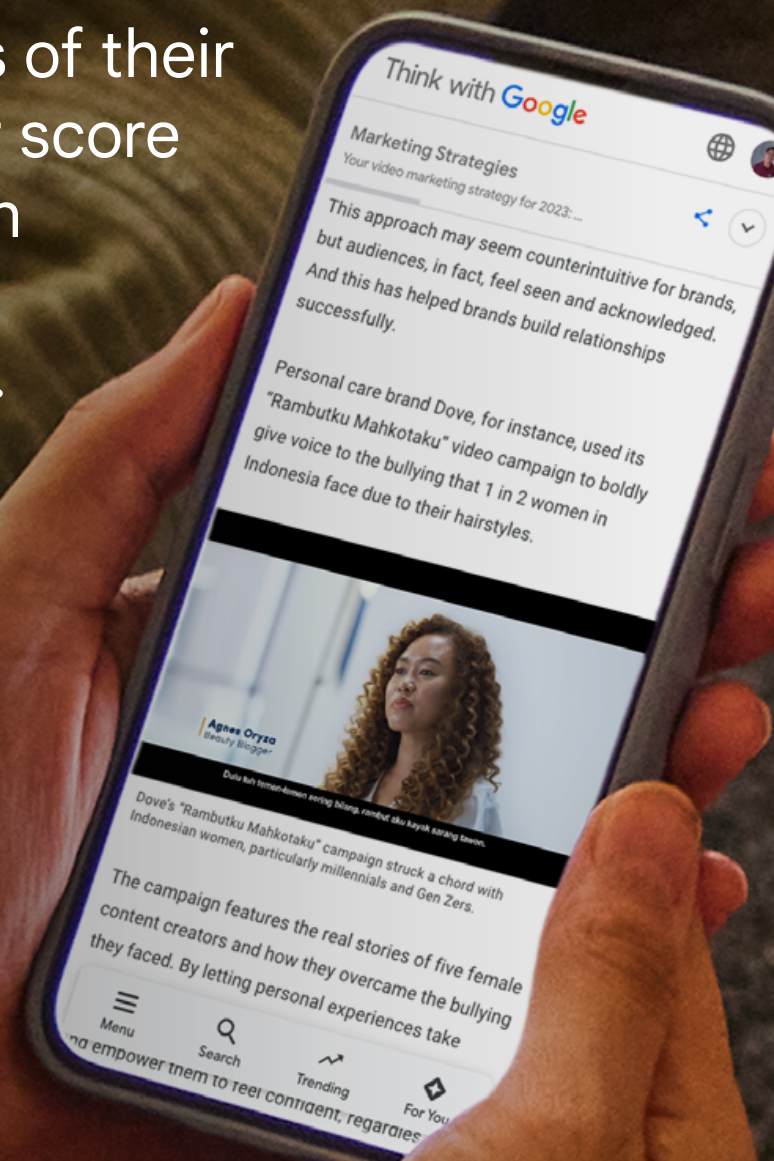 s of their
score
n
.
Think with Google
Marketing Strategies
Your video marketing strategy for 2023: ...
This approach may seem counterintuitive for brands,
but audiences, in fact, feel seen and acknowledged.
And this has helped brands build relationships
successfully.
Personal care brand Dove, for instance, used its
“Rambutku Mahkotaku” video campaign to boldly
give voice to the bullying that 1 in 2 women in
Indonesia face due to their hairstyles.
Agnes Oryza
Beauty Blogger
Dulu tuh temen-temen sering bilang, rambut aku kayak sarang tawon.
Dove’s “Rambutku Mahkotaku” campaign struck a chord with
Indonesian women, particularly millennials and Gen Zers.
The campaign features the real stories of five female
content creators and how they overcame the bullying
they faced. By letting personal experiences take
Menu
Search
Trending
For You
empower them to feel confident, regardles